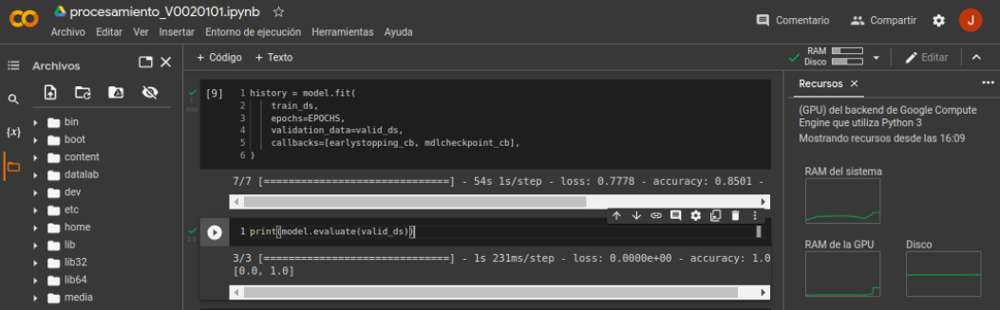 procesamiento_V0020101.ipynb
Comentario Compartir J
Archivo Editar Ver Insertar Entorno de ejecución Herramientas Ayuda
Archivos
+ Código + Texto
RAM
Disco
Editar
Recursos
[9]
1 history = model.fit(
2 train_ds,
3 epochs=EPOCHS,
4 validation_data=valid_ds,
5 callbacks=[earlystopping_cb, mdlcheckpoint_cb],
6 )
7/7 [==============================] - 54s 1s/step - loss: 0.7778 - accuracy: 0.8501 -
1 print(model.evaluate(valid_ds))
3/3 [==============================] - 1s 231ms/step - loss: 0.0000e+00 - accuracy: 1.0
[0.0, 1.0]
{x}
bin
boot
content
datalab
dev
etc
home
lib
lib32
lib64
media
(GPU) del backend de Google Compute
Engine que utiliza Python 3
Mostrando recursos desde las 16:09
RAM del sistema
RAM de la GPU Disco